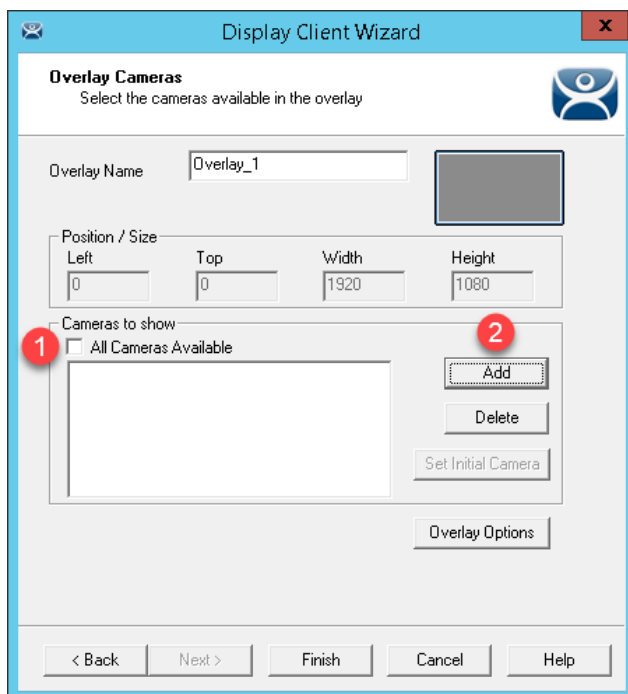 Display Client Wizard
x
Overlay Cameras
Select the cameras available in the overlay
Overlay Name
Overlay_1
Position / Size
Left Top Width Height
0 0 1920 1080
Cameras to show
1 All Cameras Available
2
Add
Delete
Set Initial Camera
Overlay Options
< Back Next > Finish Cancel Help